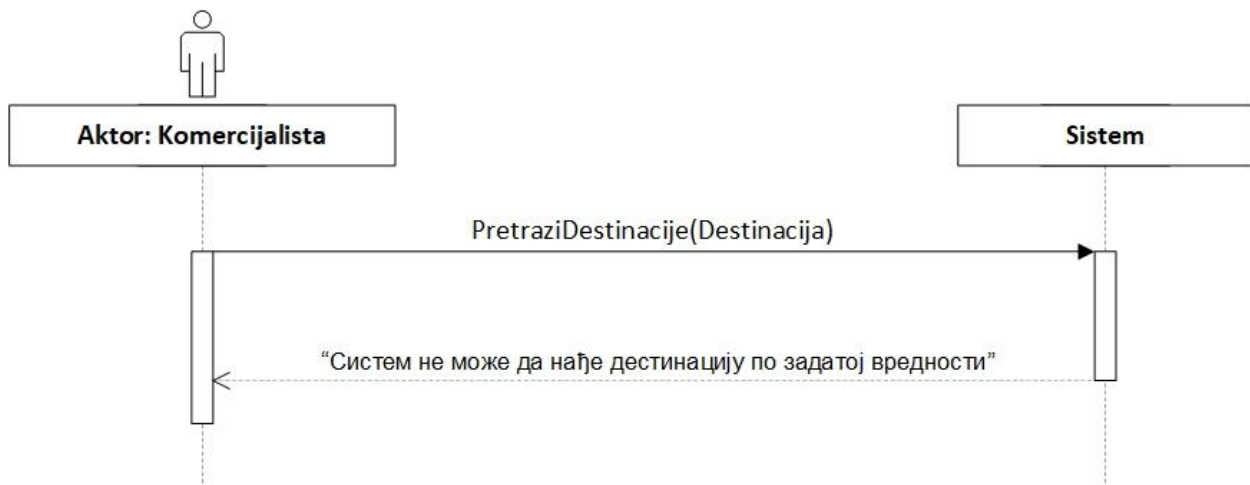 Aktor: Komercijalista
Sistem
PretraziDestinacije(Destinacija)
“Систем не може да нађе дестинацију по задатој вредности”